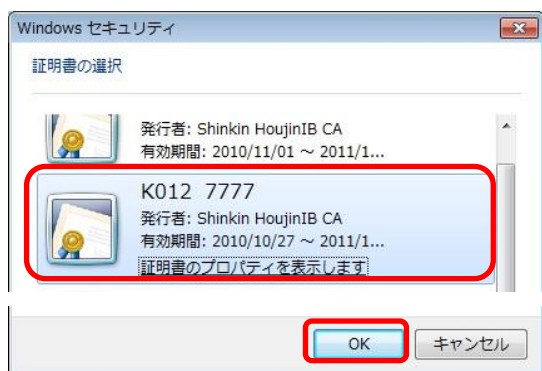 Windows セキュリティ
証明書の選択
発行者: Shinkin HoujinIB CA
有効期間: 2010/11/01 ～ 2011/1...
K012 7777
発行者: Shinkin HoujinIB CA
有効期間: 2010/10/27 ～ 2011/1...
証明書のプロパティを表示します
OK キャンセル